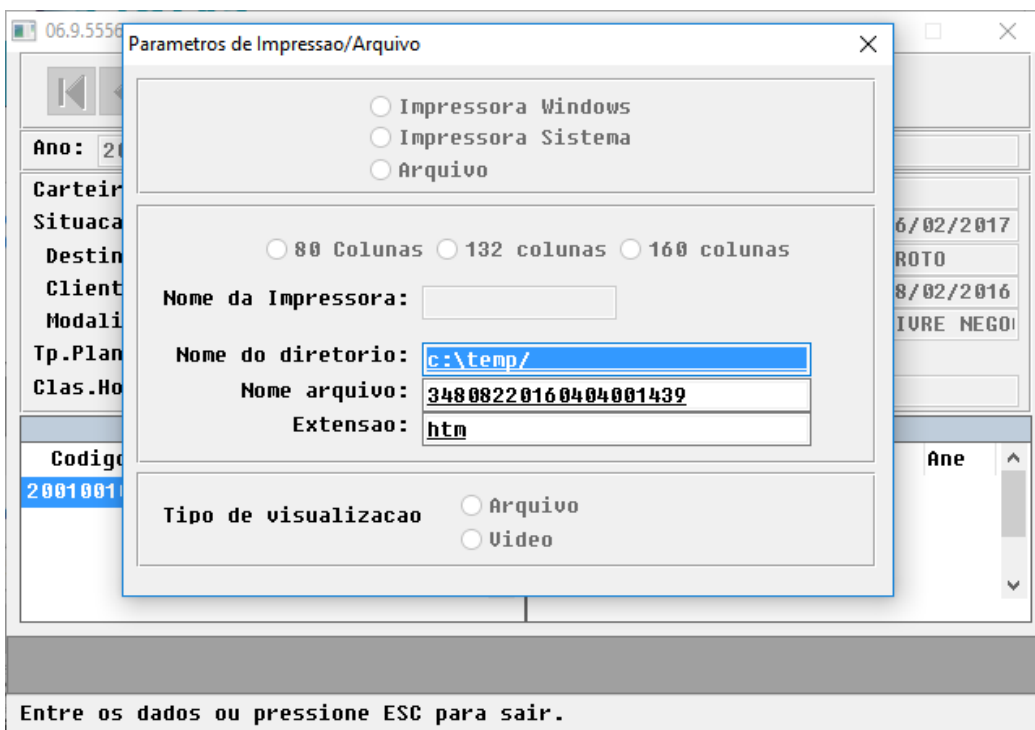 06.9.5556
Parametros de Impressao/Arquivo
Impressora Windows
Impressora Sistema
Arquivo
Ano: 20
Carteir
Situaca
6/02/2017
Destin
80 Colunas 132 colunas 160 colunas
ROTO
Client
Nome da Impressora:
8/02/2016
Modali
IVRE NEGO
Tp.Plan
Nome do diretorio: c:\temp/
Clas.Ho
Nome arquivo: 34808220160404001439
Extensao: htm
Codigo
Ane
2001001
Tipo de visualizacao
Arquivo
Video
Entre os dados ou pressione ESC para sair.